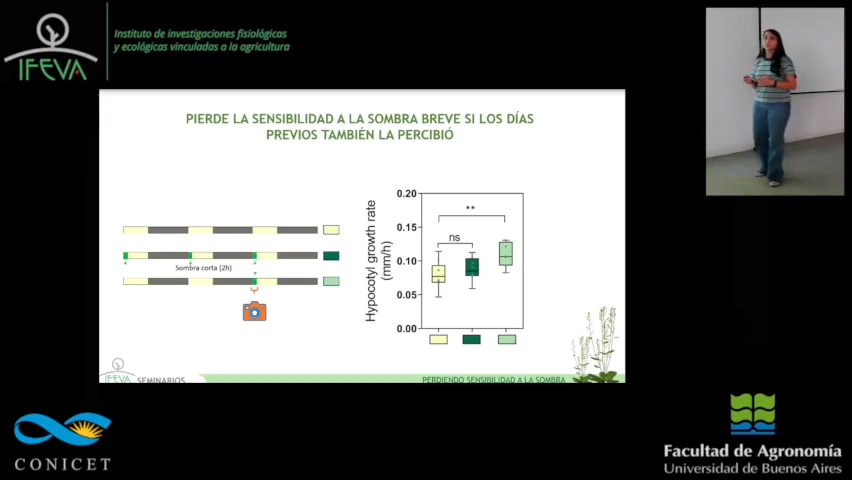 IFEVA
Instituto de investigaciones fisiológicas
y ecológicas vinculadas a la agricultura
PIERDE LA SENSIBILIDAD A LA SOMBRA BREVE SI LOS DÍAS
PREVIOS TAMBIÉN LA PERCIBIÓ
Sombra corta (2h)
Hypocotyl growth rate
(mm/h)
0.20
0.15
0.10
0.05
0.00
**
ns
IFEVA SEMINARIOS
PERDIENDO SENSIBILIDAD A LA SOMBRA
CONICET
Facultad de Agronomía
Universidad de Buenos Aires